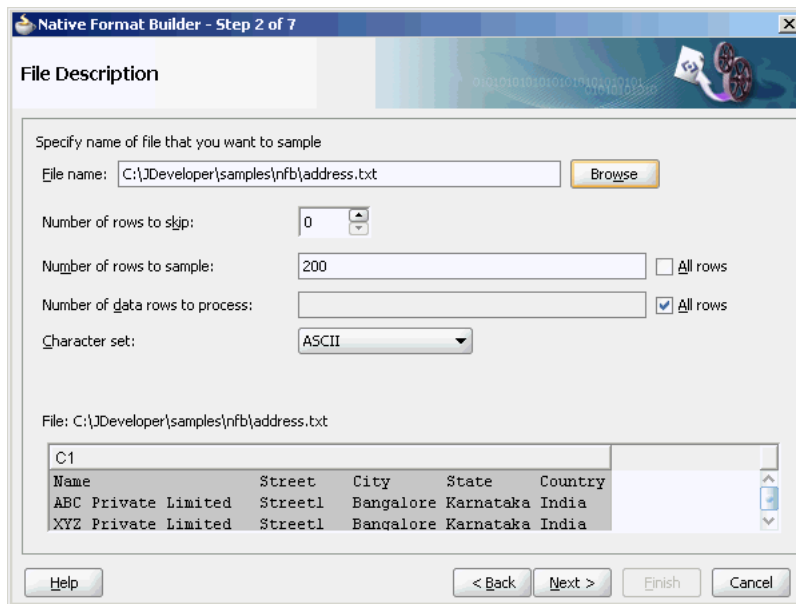 Native Format Builder - Step 2 of 7
File Description
01010101010101010101010101
01010101010
Specify name of file that you want to sample
File name: C:\JDeveloper\samples\nfb\address.txt Browse
Number of rows to skip: 0
Number of rows to sample: 200 All rows
Number of data rows to process: All rows
Character set: ASCII
File: C:\JDeveloper\samples\nfb\address.txt
C1
Name Street City State Country
ABC Private Limited Street1 Bangalore Karnataka India
XYZ Private Limited Street1 Bangalore Karnataka India
Help < Back Next > Finish Cancel